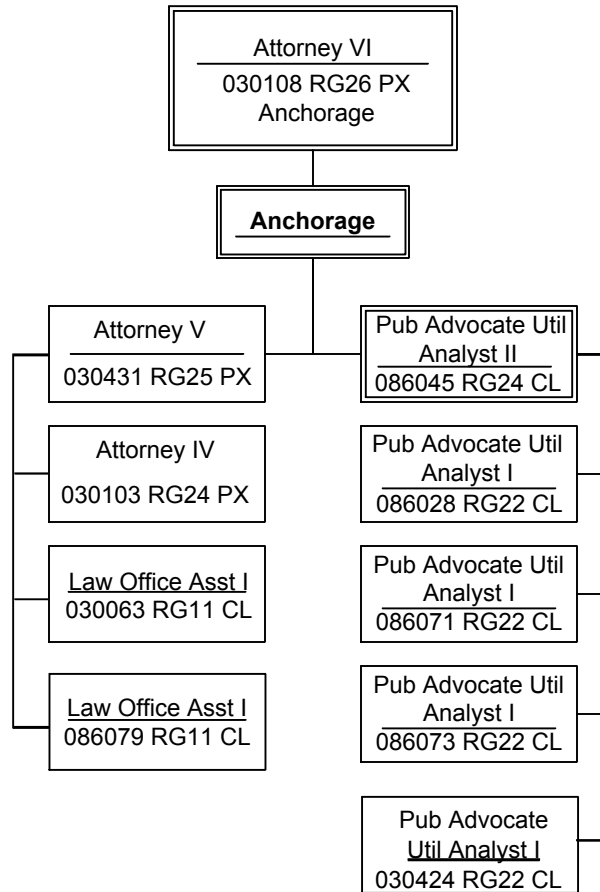 Attorney VI
030108 RG26 PX
Anchorage
Anchorage
Attorney V
030431 RG25 PX
Attorney IV
030103 RG24 PX
Law Office Asst I
030063 RG11 CL
Law Office Asst I
086079 RG11 CL
Pub Advocate Util
Analyst II
086045 RG24 CL
Pub Advocate Util
Analyst I
086028 RG22 CL
Pub Advocate Util
Analyst I
086071 RG22 CL
Pub Advocate Util
Analyst I
086073 RG22 CL
Pub Advocate
Util Analyst I
030424 RG22 CL